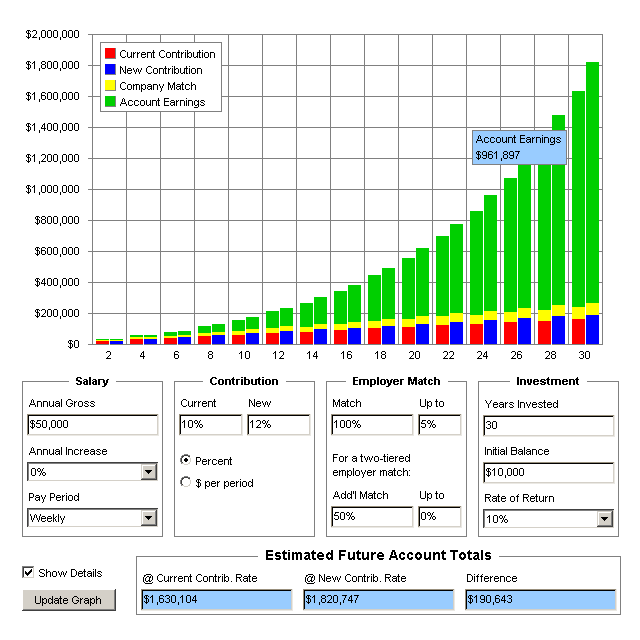 $2,000,000
$1,800,000
$1,600,000
$1,400,000
$1,200,000
$1,000,000
$800,000
$600,000
$400,000
$200,000
$0
Current Contribution
New Contribution
Company Match
Account Earnings
Account Earnings
$961,897
2 4 6 8 10 12 14 16 18 20 22 24 26 28 30
Salary
Annual Gross
$50,000
Annual Increase
0%
Pay Period
Weekly
Contribution
Current New
10% 12%
Percent
$ per period
Employer Match
Match Up to
100% 5%
For a two-tiered
employer match:
Add'l Match Up to
50% 0%
Investment
Years Invested
30
Initial Balance
$10,000
Rate of Return
10%
Show Details
Update Graph
Estimated Future Account Totals
@ Current Contrib. Rate @ New Contrib. Rate Difference
$1,630,104 $1,820,747 $190,643